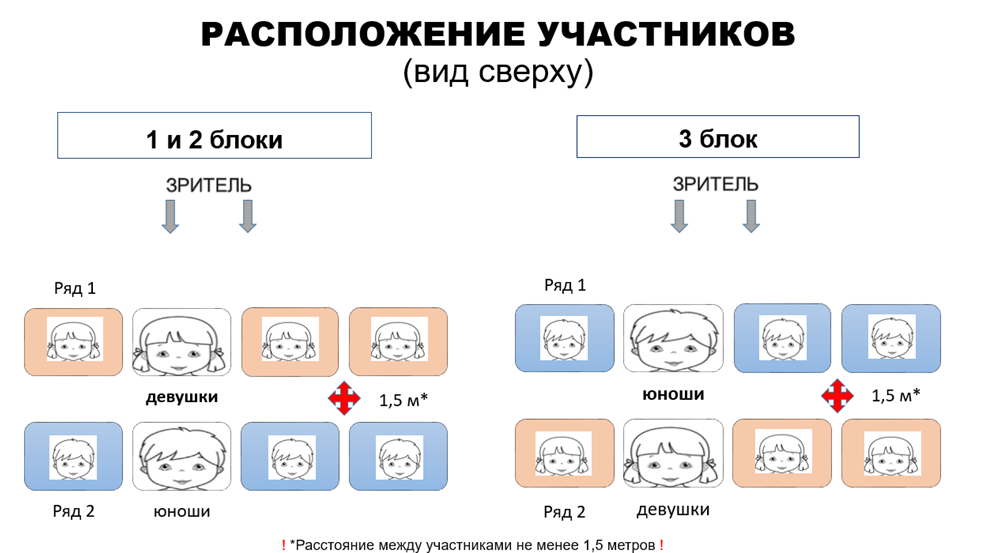 РАСПОЛОЖЕНИЕ УЧАСТНИКОВ
(вид сверху)
1 и 2 блоки
ЗРИТЕЛЬ
Ряд 1
девушки
1,5 м*
Ряд 2
юноши
3 блок
ЗРИТЕЛЬ
Ряд 1
юноши
1,5 м*
Ряд 2
девушки
! *Расстояние между участниками не менее 1,5 метров !